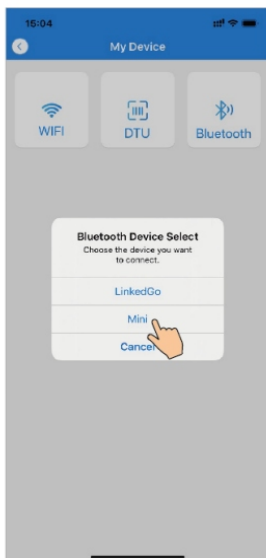 15:04
My Device
WIFI
DTU
Bluetooth
Bluetooth Device Select
Choose the device you want
to connect.
LinkedGo
Mini
Cancel